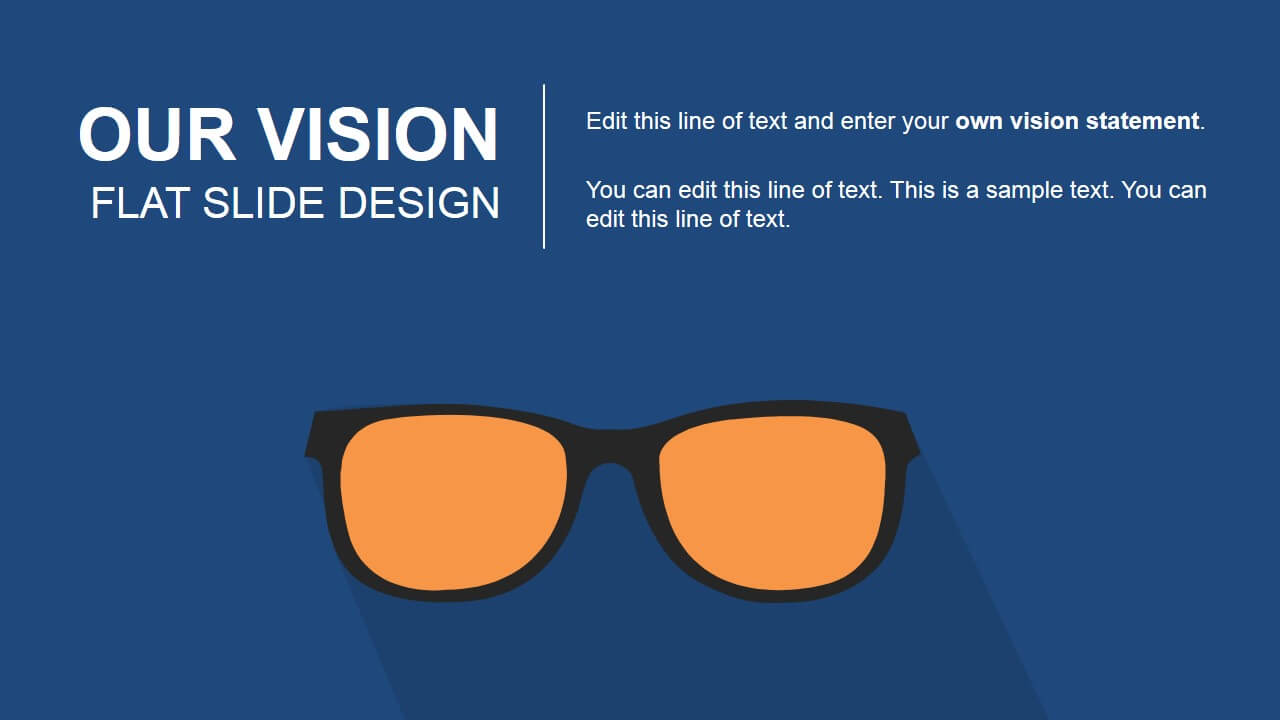 OUR VISION
FLAT SLIDE DESIGN
Edit this line of text and enter your own vision statement.
You can edit this line of text. This is a sample text. You can
edit this line of text.